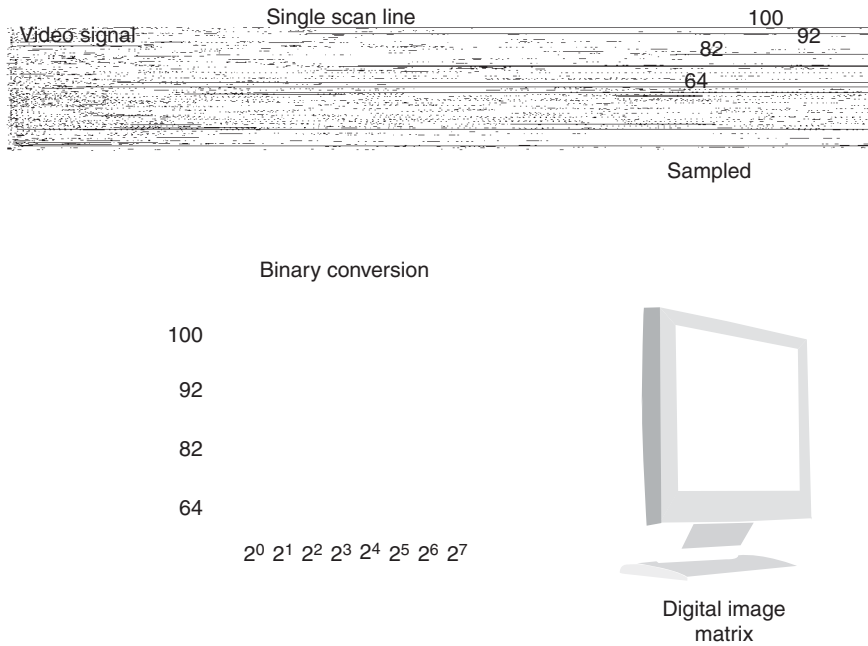 Single scan line
Video signal
100
92
82
64
Sampled
Binary conversion
100
92
82
64
2⁰ 2¹ 2² 2³ 2⁴ 2⁵ 2⁶ 2⁷
Digital image
matrix